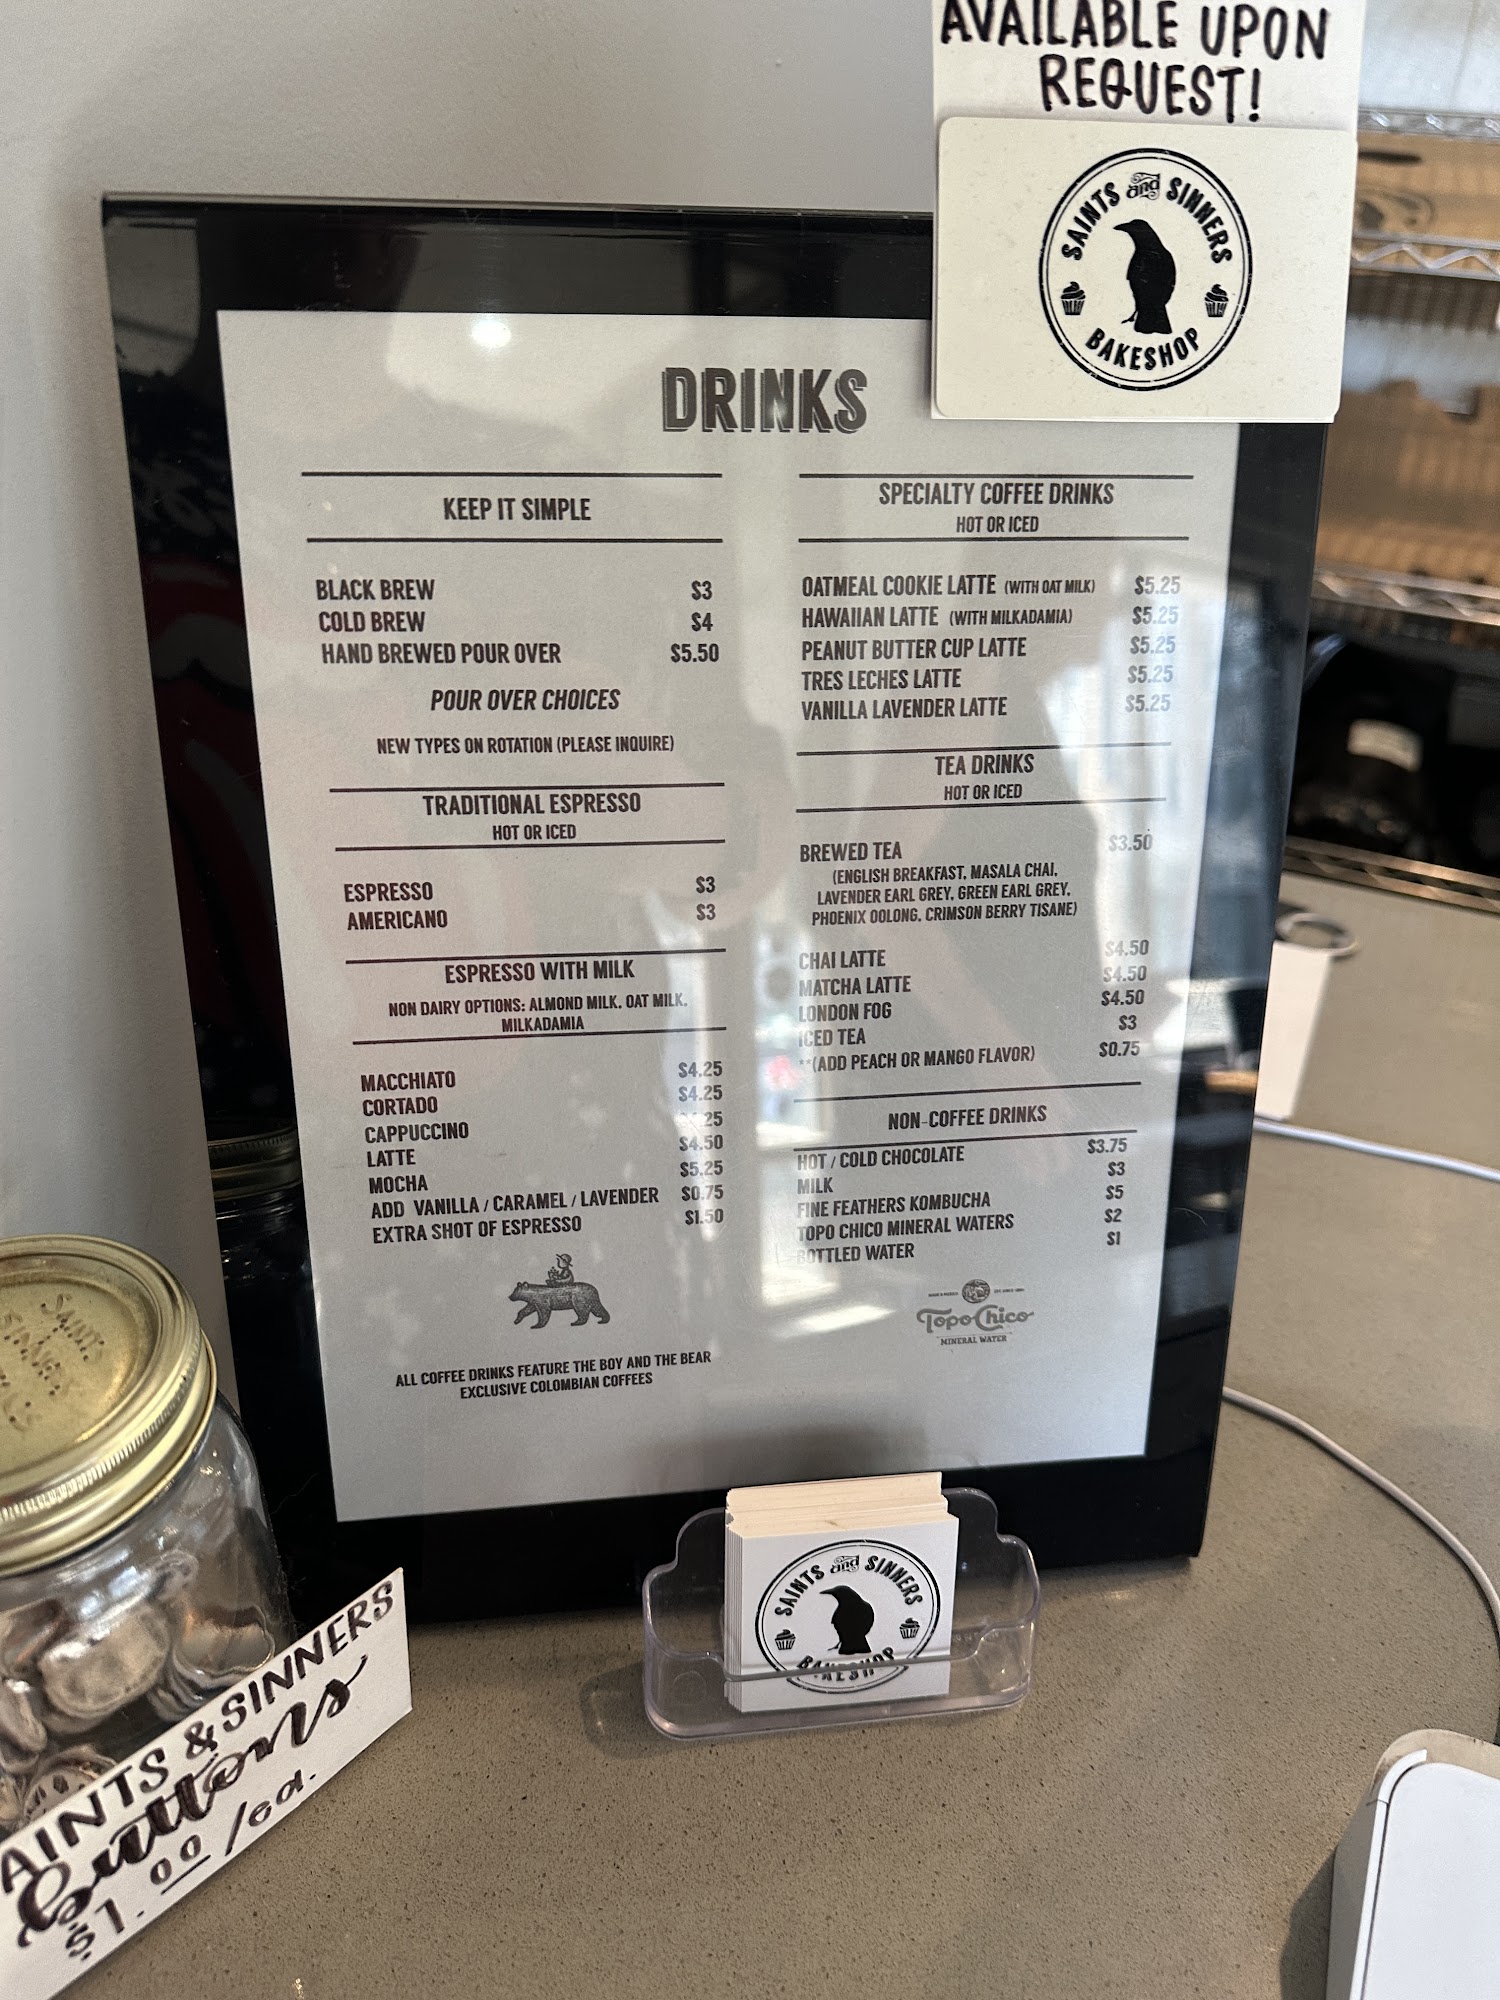 AVAILABLE UPON
REQUEST!
SAINTS and SINNERS
BAKESHOP
DRINKS
KEEP IT SIMPLE
BLACK BREW $3
COLD BREW $4
HAND BREWED POUR OVER $5.50
POUR OVER CHOICES
NEW TYPES ON ROTATION (PLEASE INQUIRE)
TRADITIONAL ESPRESSO
HOT OR ICED
ESPRESSO $3
AMERICANO $3
ESPRESSO WITH MILK
NON DAIRY OPTIONS: ALMOND MILK, OAT MILK,
MILKADAMIA
MACCHIATO $4.25
CORTADO $4.25
CAPPUCCINO 25
LATTE $4.50
MOCHA $5.25
ADD VANILLA / CARAMEL / LAVENDER $0.75
EXTRA SHOT OF ESPRESSO $1.50
ALL COFFEE DRINKS FEATURE THE BOY AND THE BEAR
EXCLUSIVE COLOMBIAN COFFEES
SPECIALTY COFFEE DRINKS
HOT OR ICED
OATMEAL COOKIE LATTE (WITH OAT MILK) $5.25
HAWAIIAN LATTE (WITH MILKADAMIA) $5.25
PEANUT BUTTER CUP LATTE $5.25
TRES LECHES LATTE $5.25
VANILLA LAVENDER LATTE $5.25
TEA DRINKS
HOT OR ICED
BREWED TEA $3.50
(ENGLISH BREAKFAST, MASALA CHAI,
LAVENDER EARL GREY, GREEN EARL GREY,
PHOENIX OOLONG, CRIMSON BERRY TISANE)
CHAI LATTE $4.50
MATCHA LATTE $4.50
LONDON FOG $4.50
ICED TEA $3
**(ADD PEACH OR MANGO FLAVOR) $0.75
NON-COFFEE DRINKS
HOT / COLD CHOCOLATE $3.75
MILK $3
FINE FEATHERS KOMBUCHA $5
TOPO CHICO MINERAL WATERS $2
BOTTLED WATER $1
Topo Chico
MINERAL WATER
SAINTS and SINNERS
BAKESHOP
SAINT
SINNERS
AINTS & SINNERS
Buttons
$1.00/ea.